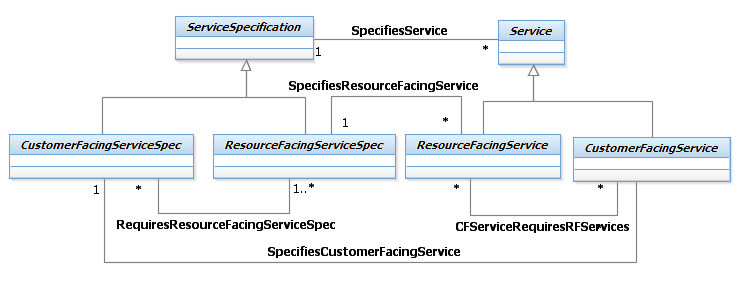 ServiceSpecification
SpecifiesService
Service
1
*
SpecifiesResourceFacingService
1
*
CustomerFacingServiceSpec
ResourceFacingServiceSpec
ResourceFacingService
CustomerFacingService
1
*
1..*
*
*
RequiresResourceFacingServiceSpec
CFServiceRequiresRFServices
SpecifiesCustomerFacingService